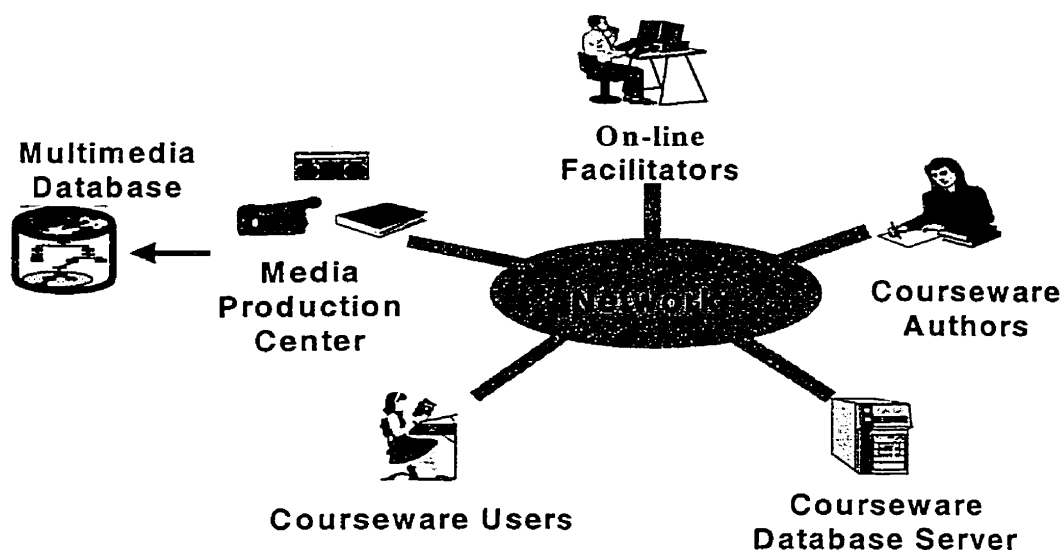 On-line
Facilitators
Multimedia
Database
Media
Production
Center
Network
Courseware
Authors
Courseware Users
Courseware
Database Server